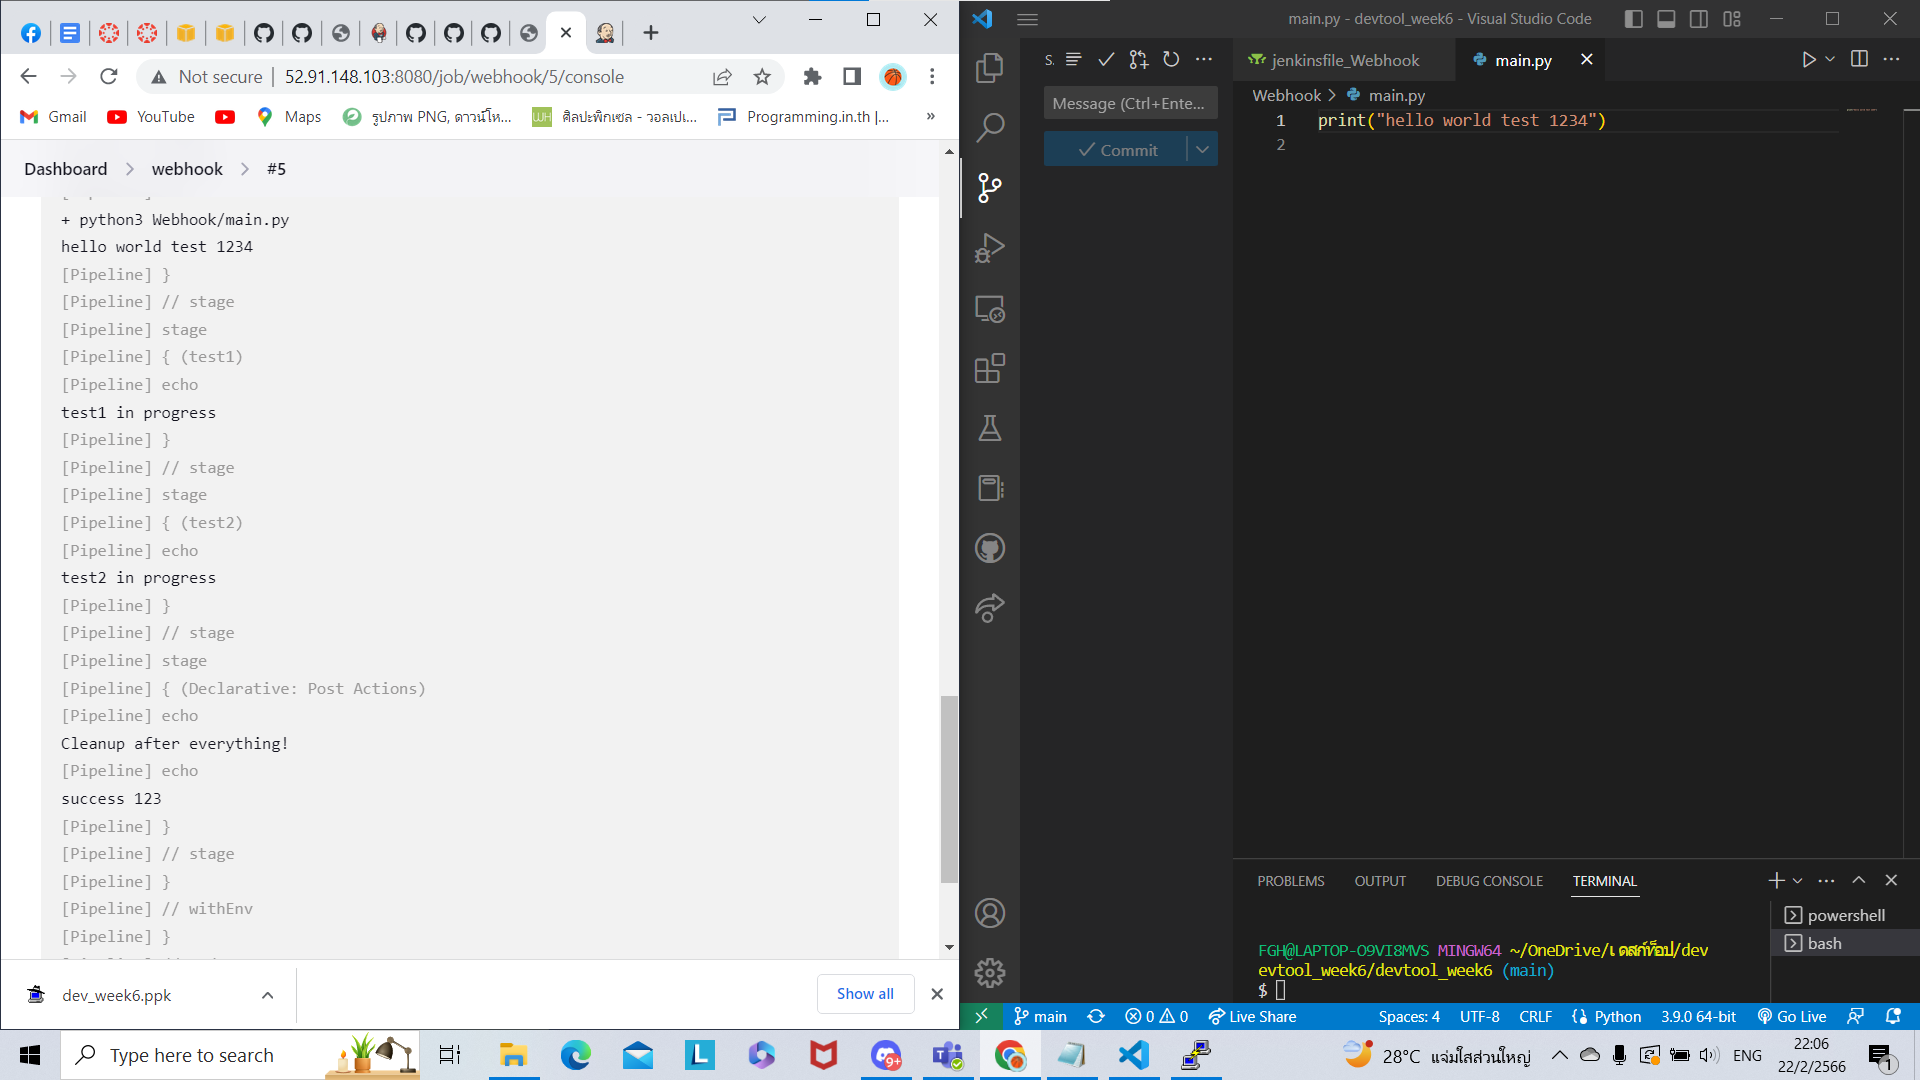 Not secure
52.91.148.103:8080/job/webhook/5/console
Gmail
YouTube
Maps
รูปภาพ PNG, ดาวน์โห...
ศิลปะพิกเซล - วอลเปเ...
Programming.in.th |...
»
Dashboard
webhook
#5
+ python3 Webhook/main.py
hello world test 1234
[Pipeline] }
[Pipeline] // stage
[Pipeline] stage
[Pipeline] { (test1)
[Pipeline] echo
test1 in progress
[Pipeline] }
[Pipeline] // stage
[Pipeline] stage
[Pipeline] { (test2)
[Pipeline] echo
test2 in progress
[Pipeline] }
[Pipeline] // stage
[Pipeline] stage
[Pipeline] { (Declarative: Post Actions)
[Pipeline] echo
Cleanup after everything!
[Pipeline] echo
success 123
[Pipeline] }
[Pipeline] // stage
[Pipeline] }
[Pipeline] // withEnv
[Pipeline] }
dev_week6.ppk
Show all
main.py - devtool_week6 - Visual Studio Code
S.
jenkinsfile_Webhook
main.py
Message (Ctrl+Ente...
Commit
Webhook > main.py
1 print("hello world test 1234")
2
PROBLEMS
OUTPUT
DEBUG CONSOLE
TERMINAL
powershell
bash
FGH@LAPTOP-O9VI8MVS MINGW64 ~/OneDrive/เดสก์ท็อป/dev
evtool_week6/devtool_week6 (main)
$
main
0
0
Live Share
Spaces: 4
UTF-8
CRLF
Python
3.9.0 64-bit
Go Live
Type here to search
9+
28°C แจ่มใสส่วนใหญ่
ENG
22:06
22/2/2566
1